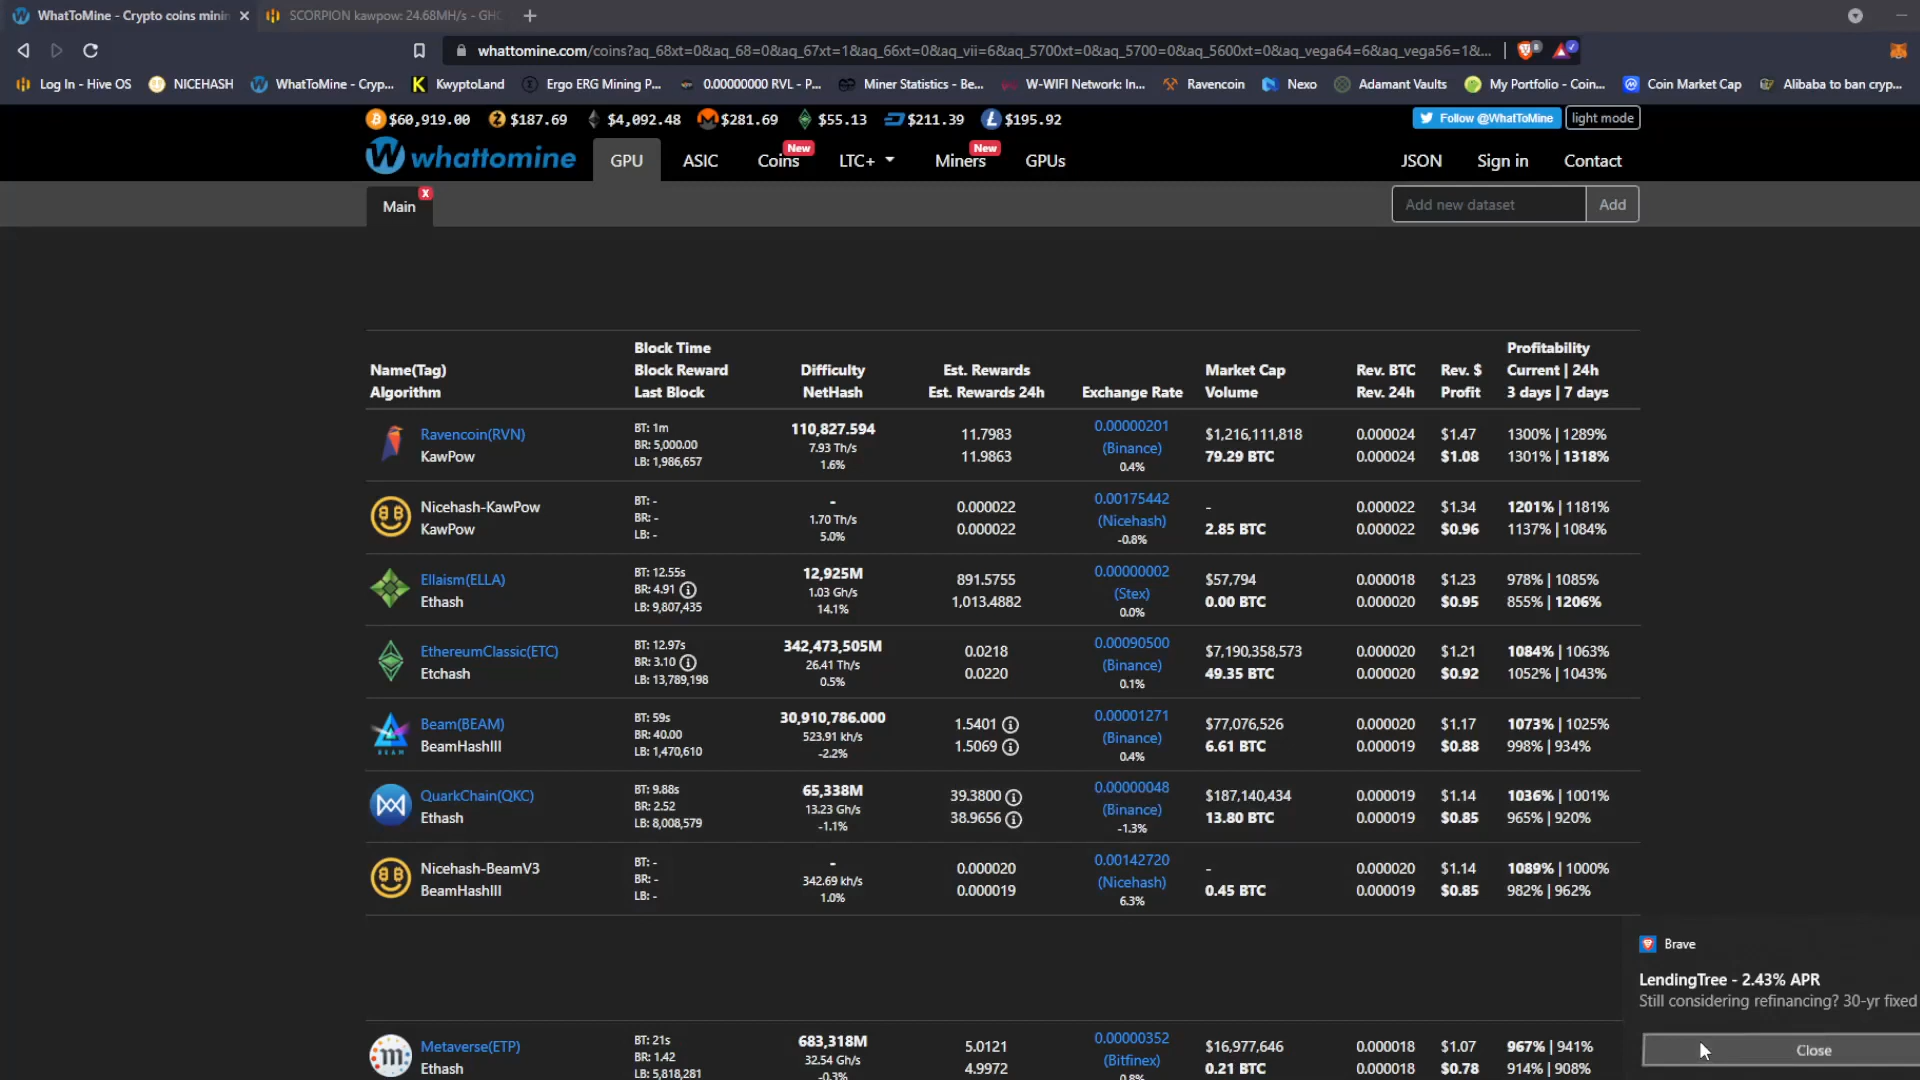 WhatToMine - Crypto coins minin
SCORPION kawpow: 24.68MH/s - GHO
whattomine.com/coins?aq_68xt=0&aq_68=0&aq_67xt=1&aq_66xt=0&aq_vii=6&aq_5700xt=0&aq_5700=0&aq_5600xt=0&aq_vega64=6&aq_vega56=1&...
Log In - Hive OS NICEHASH WhatToMine - Cryp... KwyptoLand Ergo ERG Mining P... 0.00000000 RVL - P... Miner Statistics - Be... W-WIFI Network: In... Ravencoin Nexo Adamant Vaults My Portfolio - Coin... Coin Market Cap Alibaba to ban cryp...
$60,919.00 $187.69 $4,092.48 $281.69 $55.13 $211.39 $195.92
Follow @WhatToMine light mode
whattomine GPU ASIC Coins New LTC+ Miners New GPUs JSON Sign in Contact
Main x Add new dataset Add
Block Time Profitability
Name(Tag) Block Reward Difficulty Est. Rewards Market Cap Rev. BTC Rev. $ Current | 24h
Algorithm Last Block NetHash Est. Rewards 24h Exchange Rate Volume Rev. 24h Profit 3 days | 7 days
Ravencoin(RVN) BT: 1m 110,827.594 11.7983 0.00000201 $1,216,111,818 0.000024 $1.47 1300% | 1289%
KawPow BR: 5,000.00 7.93 Th/s 11.9863 (Binance) 79.29 BTC 0.000024 $1.08 1301% | 1318%
LB: 1,986,657 1.6% 0.4%
Nicehash-KawPow BT: - - 0.000022 0.00175442 - 0.000022 $1.34 1201% | 1181%
KawPow BR: - 1.70 Th/s 0.000022 (Nicehash) 2.85 BTC 0.000022 $0.96 1137% | 1084%
LB: - 5.0% -0.8%
Ellaism(ELLA) BT: 12.55s 12,925M 891.5755 0.00000002 $57,794 0.000018 $1.23 978% | 1085%
Ethash BR: 4.91 1.03 Gh/s 1,013.4882 (Stex) 0.00 BTC 0.000020 $0.95 855% | 1206%
LB: 9,807,435 14.1% 0.0%
EthereumClassic(ETC) BT: 12.97s 342,473,505M 0.0218 0.00090500 $7,190,358,573 0.000020 $1.21 1084% | 1063%
Etchash BR: 3.10 26.41 Th/s 0.0220 (Binance) 49.35 BTC 0.000020 $0.92 1052% | 1043%
LB: 13,789,198 0.5% 0.1%
Beam(BEAM) BT: 59s 30,910,786.000 1.5401 0.00001271 $77,076,526 0.000020 $1.17 1073% | 1025%
BeamHashIII BR: 40.00 523.91 kh/s 1.5069 (Binance) 6.61 BTC 0.000019 $0.88 998% | 934%
LB: 1,470,610 -2.2% 0.4%
QuarkChain(QKC) BT: 9.88s 65,338M 39.3800 0.00000048 $187,140,434 0.000019 $1.14 1036% | 1001%
Ethash BR: 2.52 13.23 Gh/s 38.9656 (Binance) 13.80 BTC 0.000019 $0.85 965% | 920%
LB: 8,008,579 -1.1% -1.3%
Nicehash-BeamV3 BT: - - 0.000020 0.00142720 - 0.000020 $1.14 1089% | 1000%
BeamHashIII BR: - 342.69 kh/s 0.000019 (Nicehash) 0.45 BTC 0.000019 $0.85 982% | 962%
LB: - 1.0% 6.3%
Brave
LendingTree - 2.43% APR
Still considering refinancing? 30-yr fixed
Close
Metaverse(ETP) BT: 21s 683,318M 5.0121 0.00000352 $16,977,646 0.000018 $1.07 967% | 941%
Ethash BR: 1.42 32.54 Gh/s 4.9972 (Bitfinex) 0.21 BTC 0.000018 $0.78 914% | 908%
LB: 5,818,281 -0.3% 0.8%